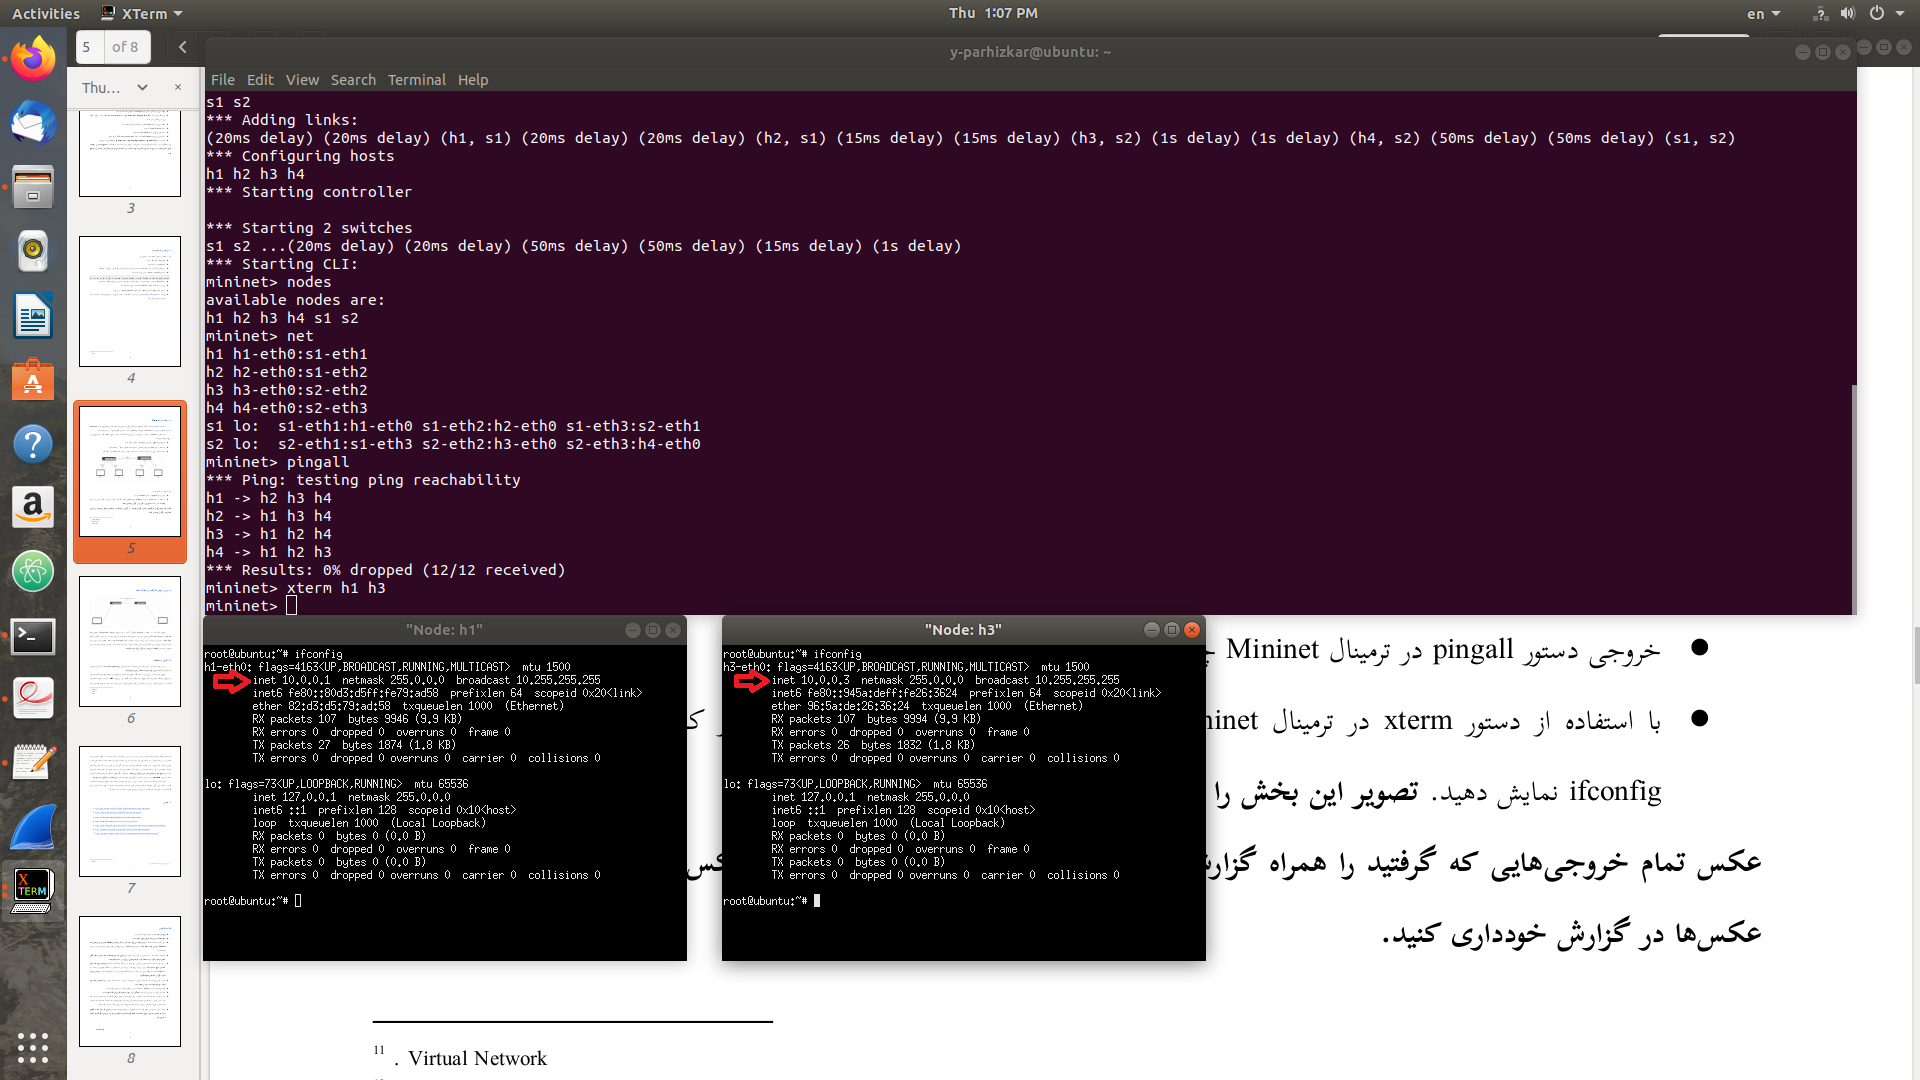 Activities XTerm Thu 1:07 PM en
5 of 8
y-parhizkar@ubuntu: ~
Thu…
File Edit View Search Terminal Help
s1 s2
*** Adding links:
(20ms delay) (20ms delay) (h1, s1) (20ms delay) (20ms delay) (h2, s1) (15ms delay) (15ms delay) (h3, s2) (1s delay) (1s delay) (h4, s2) (50ms delay) (50ms delay) (s1, s2)
*** Configuring hosts
h1 h2 h3 h4
*** Starting controller
*** Starting 2 switches
s1 s2 ...(20ms delay) (20ms delay) (50ms delay) (50ms delay) (15ms delay) (1s delay)
*** Starting CLI:
mininet> nodes
available nodes are:
h1 h2 h3 h4 s1 s2
mininet> net
h1 h1-eth0:s1-eth1
h2 h2-eth0:s1-eth2
h3 h3-eth0:s2-eth2
h4 h4-eth0:s2-eth3
s1 lo:  s1-eth1:h1-eth0 s1-eth2:h2-eth0 s1-eth3:s2-eth1
s2 lo:  s2-eth1:s1-eth3 s2-eth2:h3-eth0 s2-eth3:h4-eth0
mininet> pingall
*** Ping: testing ping reachability
h1 -> h2 h3 h4
h2 -> h1 h3 h4
h3 -> h1 h2 h4
h4 -> h1 h2 h3
*** Results: 0% dropped (12/12 received)
mininet> xterm h1 h3
mininet>
3
4
5
6
7
8
"Node: h1"
root@ubuntu:~# ifconfig
h1-eth0: flags=4163<UP,BROADCAST,RUNNING,MULTICAST>  mtu 1500
inet 10.0.0.1  netmask 255.0.0.0  broadcast 10.255.255.255
inet6 fe80::80d3:d5ff:fe79:ad58  prefixlen 64  scopeid 0x20<link>
ether 82:d3:d5:79:ad:58  txqueuelen 1000  (Ethernet)
RX packets 107  bytes 9946 (9.9 KB)
RX errors 0  dropped 0  overruns 0  frame 0
TX packets 27  bytes 1874 (1.8 KB)
TX errors 0  dropped 0 overruns 0  carrier 0  collisions 0
lo: flags=73<UP,LOOPBACK,RUNNING>  mtu 65536
inet 127.0.0.1  netmask 255.0.0.0
inet6 ::1  prefixlen 128  scopeid 0x10<host>
loop  txqueuelen 1000  (Local Loopback)
RX packets 0  bytes 0 (0.0 B)
RX errors 0  dropped 0  overruns 0  frame 0
TX packets 0  bytes 0 (0.0 B)
TX errors 0  dropped 0 overruns 0  carrier 0  collisions 0
root@ubuntu:~#
"Node: h3"
root@ubuntu:~# ifconfig
h3-eth0: flags=4163<UP,BROADCAST,RUNNING,MULTICAST>  mtu 1500
inet 10.0.0.3  netmask 255.0.0.0  broadcast 10.255.255.255
inet6 fe80::945a:deff:fe26:3624  prefixlen 64  scopeid 0x20<link>
ether 96:5a:de:26:36:24  txqueuelen 1000  (Ethernet)
RX packets 107  bytes 9994 (9.9 KB)
RX errors 0  dropped 0  overruns 0  frame 0
TX packets 26  bytes 1832 (1.8 KB)
TX errors 0  dropped 0 overruns 0  carrier 0  collisions 0
lo: flags=73<UP,LOOPBACK,RUNNING>  mtu 65536
inet 127.0.0.1  netmask 255.0.0.0
inet6 ::1  prefixlen 128  scopeid 0x10<host>
loop  txqueuelen 1000  (Local Loopback)
RX packets 0  bytes 0 (0.0 B)
RX errors 0  dropped 0  overruns 0  frame 0
TX packets 0  bytes 0 (0.0 B)
TX errors 0  dropped 0 overruns 0  carrier 0  collisions 0
root@ubuntu:~#
● خروجی دستور pingall در ترمینال Mininet
● با استفاده از دستور xterm در ترمینال
ifconfig نمایش دهید. تصویر این بخش را
عکس تمام خروجی‌هایی که گرفتید را همراه
عکس‌ها در گزارش خودداری کنید.
11 . Virtual Network